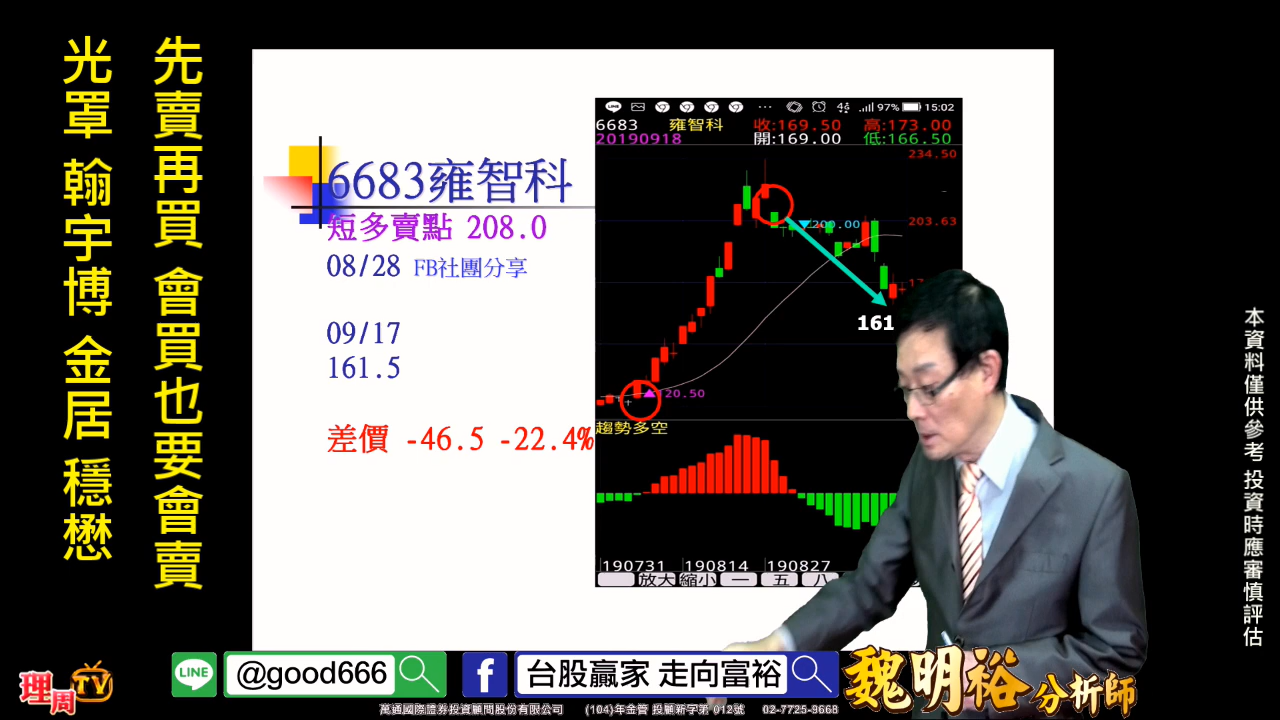 先賣再買 會買也要會賣
光罩 翰宇博 金居 穩懋
6683雍智科
短多賣點 208.0
08/28 FB社團分享
09/17
161.5
差價 -46.5 -22.4%
LINE 97% 15:02
6683 雍智科 收:169.50 高:173.00
20190918 開:169.00 低:166.50
234.50
200.00 203.63
161
120.50
趨勢多空
190731 190814 190827
放大 縮小 一 五 八
本資料僅供參考 投資時應審慎評估
理周TV
LINE @good666
f 台股贏家 走向富裕
魏明裕 分析師
萬通國際證券投資顧問股份有限公司 (104)年金管 投顧新字第 012號 02-7725-9668